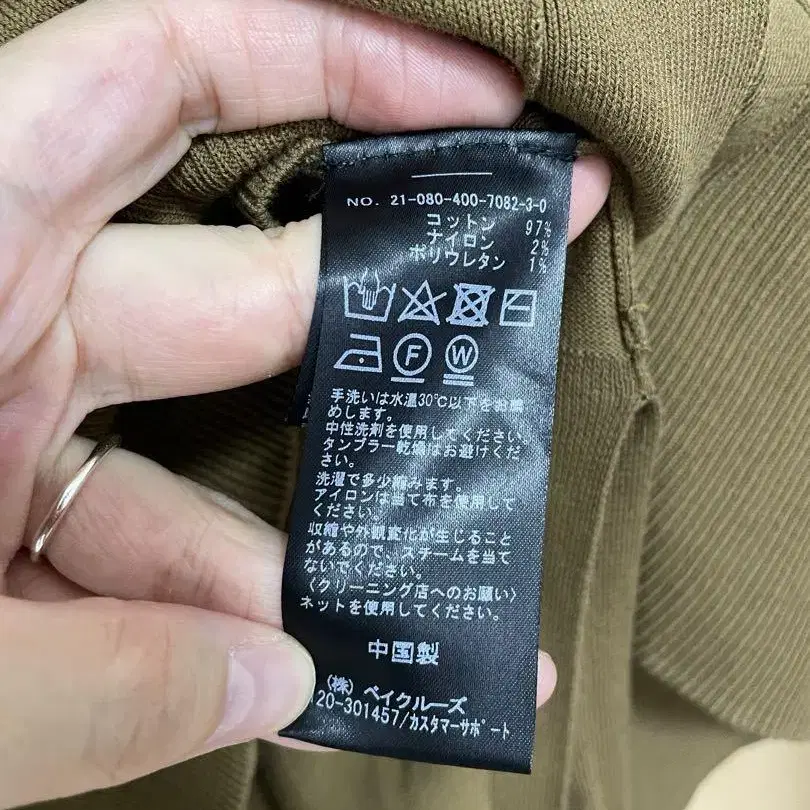 NO. 21-080-400-7082-3-0
コットン 97%
ナイロン 2%
ポリウレタン 1%
F W
手洗いは水温30℃以下をお勧
めします。
中性洗剤を使用してください。
タンブラー乾燥はお避けくだ
さい。
洗濯で多少縮みます。
アイロンは当て布を使用して
ください。
収縮や外観変化が生じること
があるので、スチームを当て
ないでください。
〈クリーニング店へのお願い〉
ネットを使用してください。
中国製
(株) ベイクルーズ
120-301457/カスタマーサポート